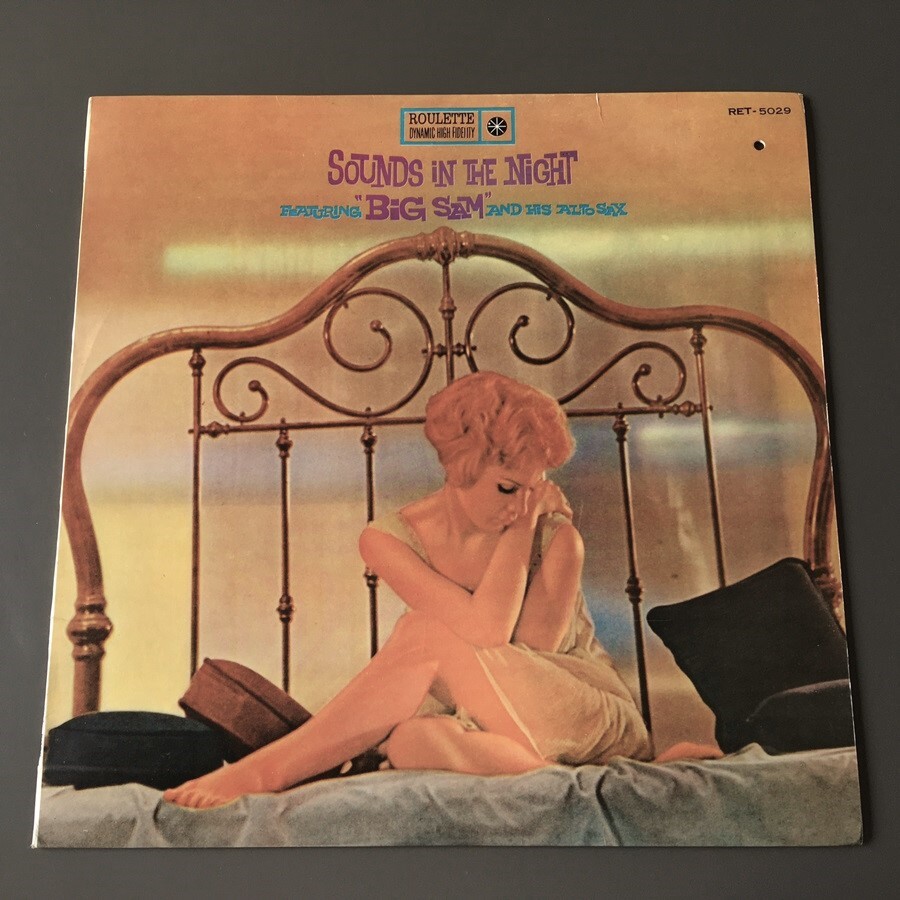 ROULETTE
DYNAMIC HIGH FIDELITY
RET-5029
SOUNDS iN THE NiGHT
FEATURING "BiG SAM" AND HIS ALTO SAX